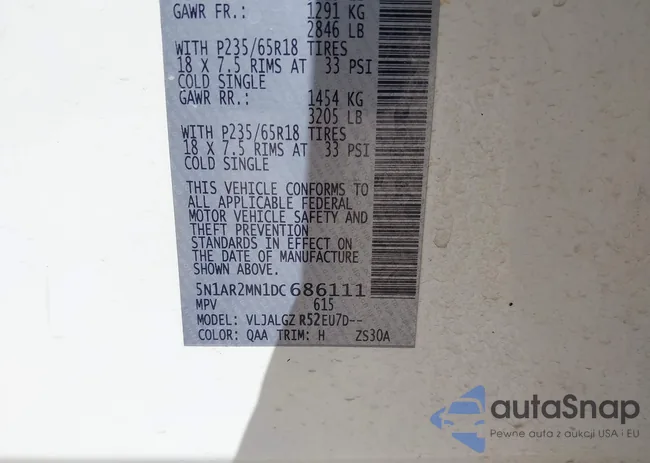 GAWR FR.: 1291 KG
2846 LB
WITH P235/65R18 TIRES
18 X 7.5 RIMS AT 33 PSI
COLD SINGLE
GAWR RR.: 1454 KG
3205 LB
WITH P235/65R18 TIRES
18 X 7.5 RIMS AT 33 PSI
COLD SINGLE
THIS VEHICLE CONFORMS TO
ALL APPLICABLE FEDERAL
MOTOR VEHICLE SAFETY AND
THEFT PREVENTION
STANDARDS IN EFFECT ON
THE DATE OF MANUFACTURE
SHOWN ABOVE.
5N1AR2MN1DC686111
MPV 615
MODEL: VLJALGZ R52EU7D--
COLOR: QAA TRIM: H ZS30A
autaSnap
Pewne auta z aukcji USA i EU